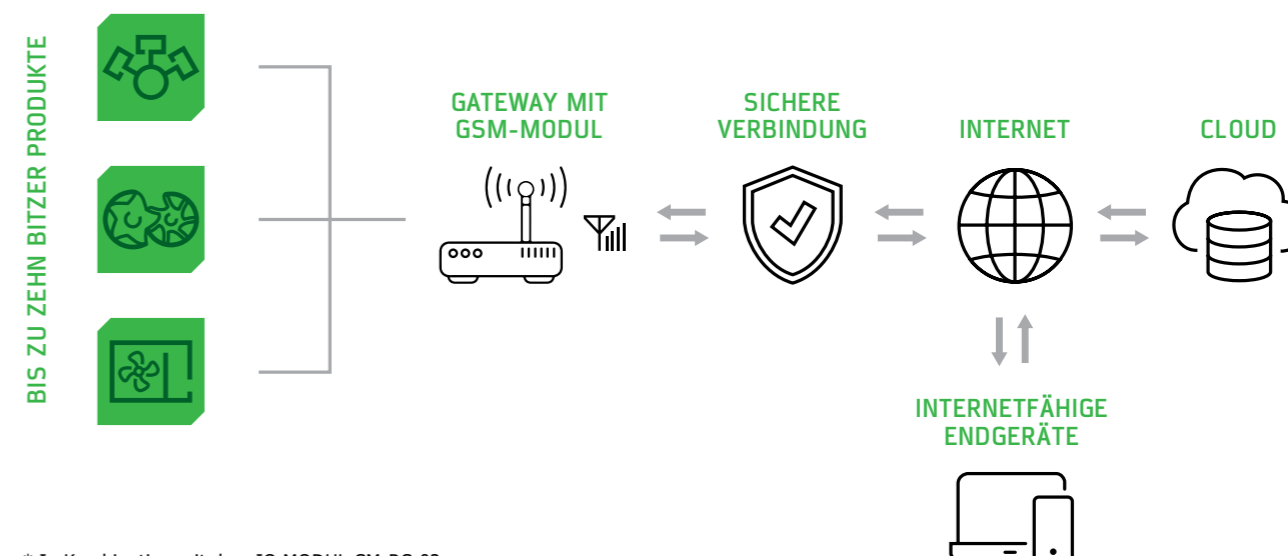 BIS ZU ZEHN BITZER PRODUKTE
GATEWAY MIT
GSM-MODUL
SICHERE
VERBINDUNG
INTERNET
CLOUD
INTERNETFÄHIGE
ENDGERÄTE